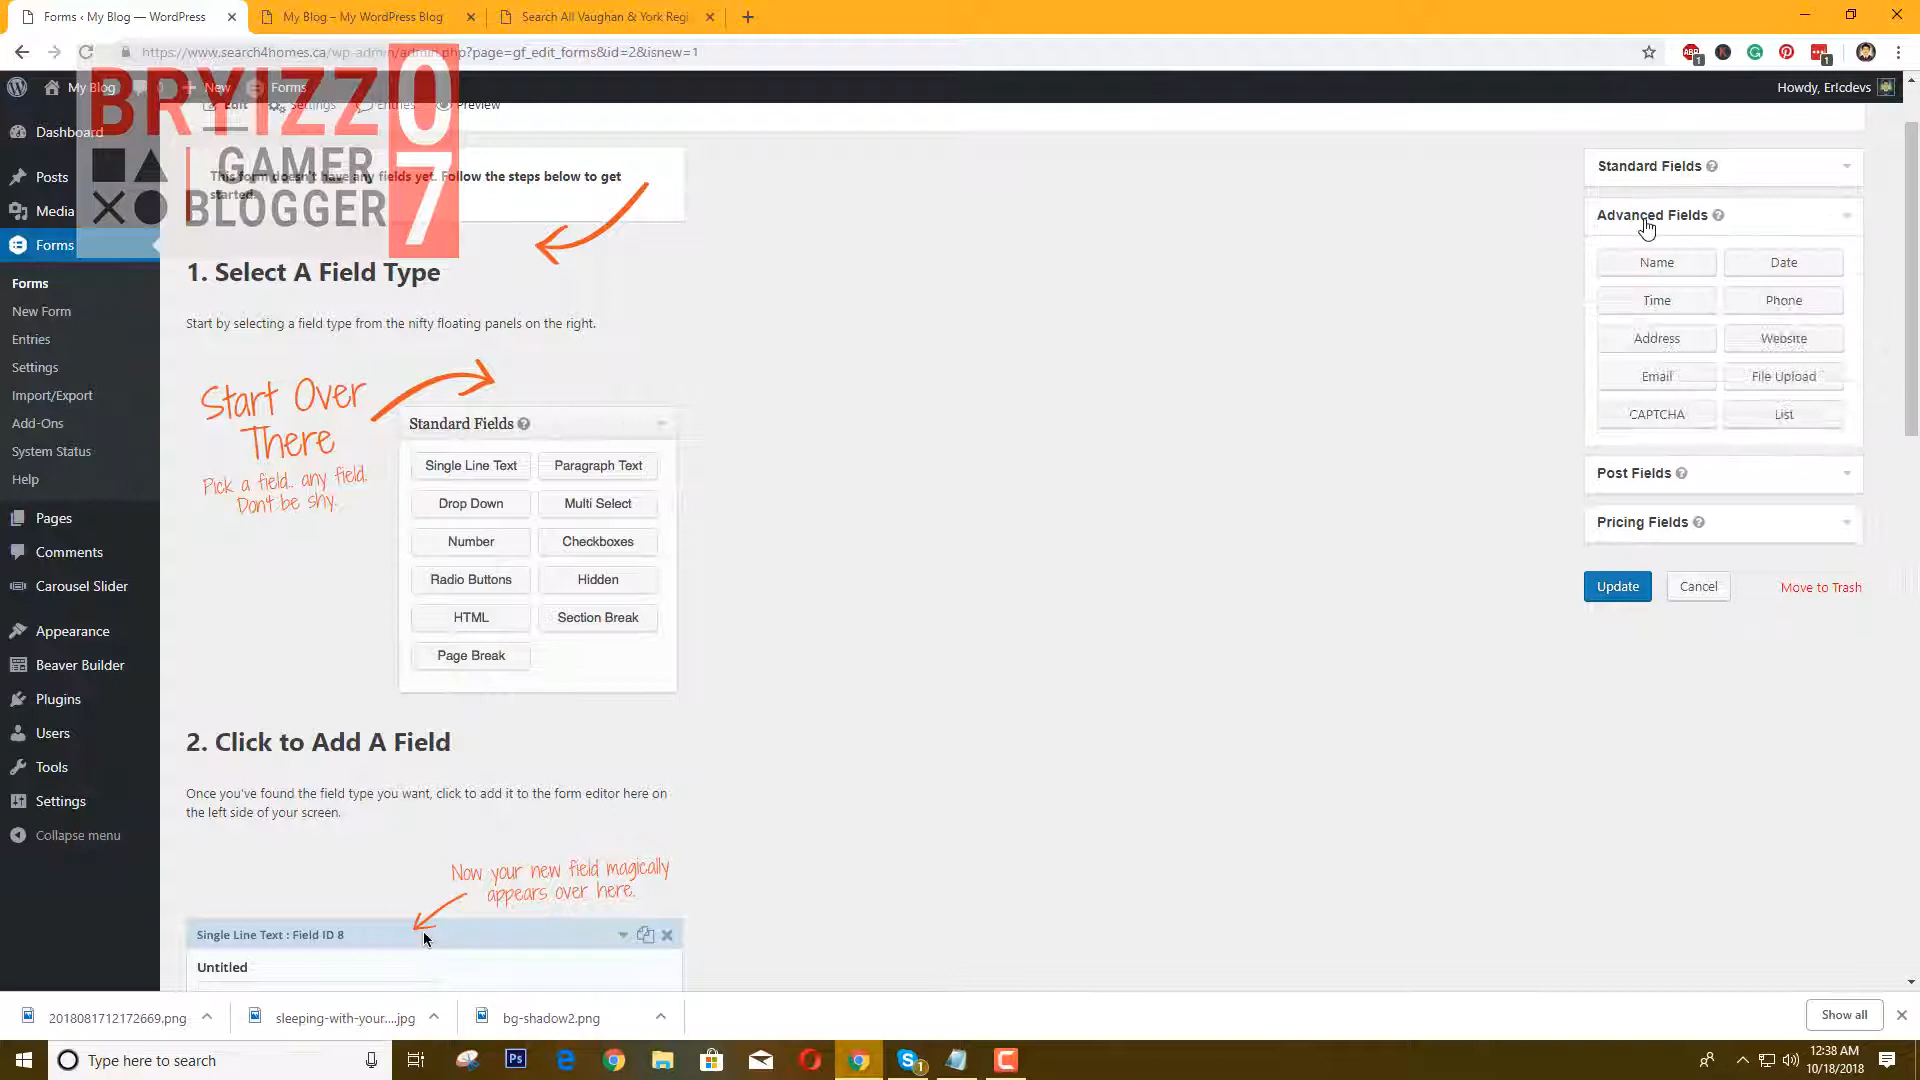 Forms ‹ My Blog — WordPress
My Blog – My WordPress Blog
Search All Vaughan & York Regi
https://www.search4homes.ca/wp-admin/admin.php?page=gf_edit_forms&id=2&isnew=1
My Blog 0 New Forms
Howdy, Er!cdevs
BRYIZZ
07
GAMER
BLOGGER
Edit Settings Entries Preview
Dashboard
Posts
Media
Forms
Forms
New Form
Entries
Settings
Import/Export
Add-Ons
System Status
Help
Pages
Comments
Carousel Slider
Appearance
Beaver Builder
Plugins
Users
Tools
Settings
Collapse menu
This form doesn't have any fields yet. Follow the steps below to get
started.
1. Select A Field Type
Start by selecting a field type from the nifty floating panels on the right.
Start Over
There
Pick a field.. any field.
Don't be shy.
Standard Fields
Single Line Text Paragraph Text
Drop Down Multi Select
Number Checkboxes
Radio Buttons Hidden
HTML Section Break
Page Break
2. Click to Add A Field
Once you've found the field type you want, click to add it to the form editor here on
the left side of your screen.
Now your new field magically
appears over here.
Single Line Text : Field ID 8
Untitled
Standard Fields
Advanced Fields
Name Date
Time Phone
Address Website
Email File Upload
CAPTCHA List
Post Fields
Pricing Fields
Update Cancel Move to Trash
2018081712172669.png
sleeping-with-your....jpg
bg-shadow2.png
Show all
Type here to search
Ps
1
12:38 AM
10/18/2018